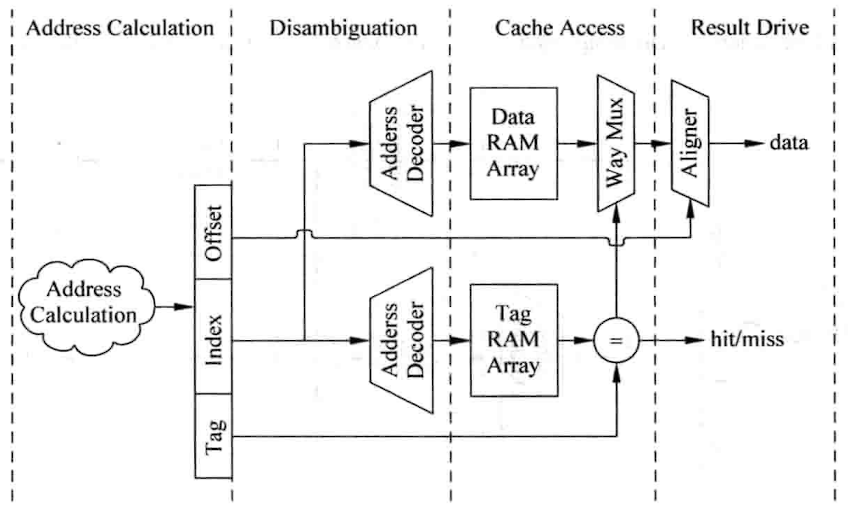 Address Calculation
Disambiguation
Cache Access
Result Drive
Adderss
Decoder
Data
RAM
Array
Way Mux
Aligner
data
Offset
Address
Calculation
Index
Adderss
Decoder
Tag
RAM
Array
=
hit/miss
Tag